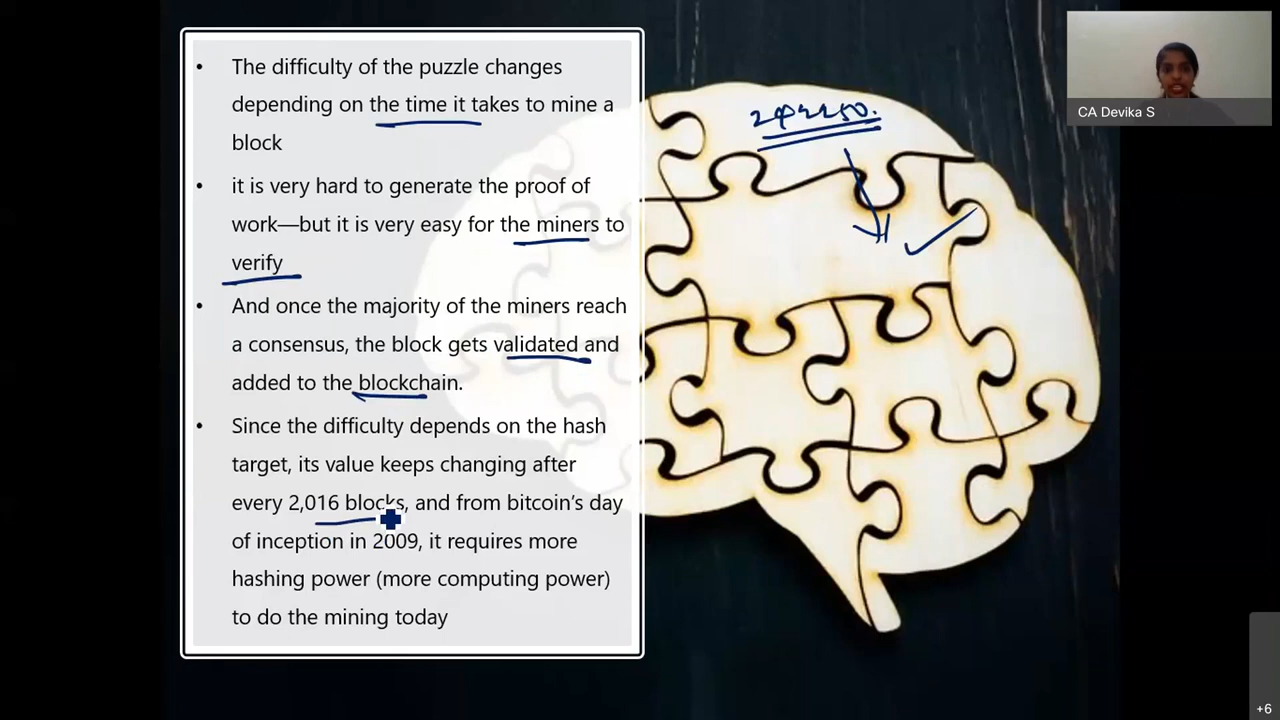 • The difficulty of the puzzle changes
depending on the time it takes to mine a
block
• it is very hard to generate the proof of
work—but it is very easy for the miners to
verify
• And once the majority of the miners reach
a consensus, the block gets validated and
added to the blockchain.
• Since the difficulty depends on the hash
target, its value keeps changing after
every 2,016 blocks, and from bitcoin’s day
of inception in 2009, it requires more
hashing power (more computing power)
to do the mining today
CA Devika S
+6